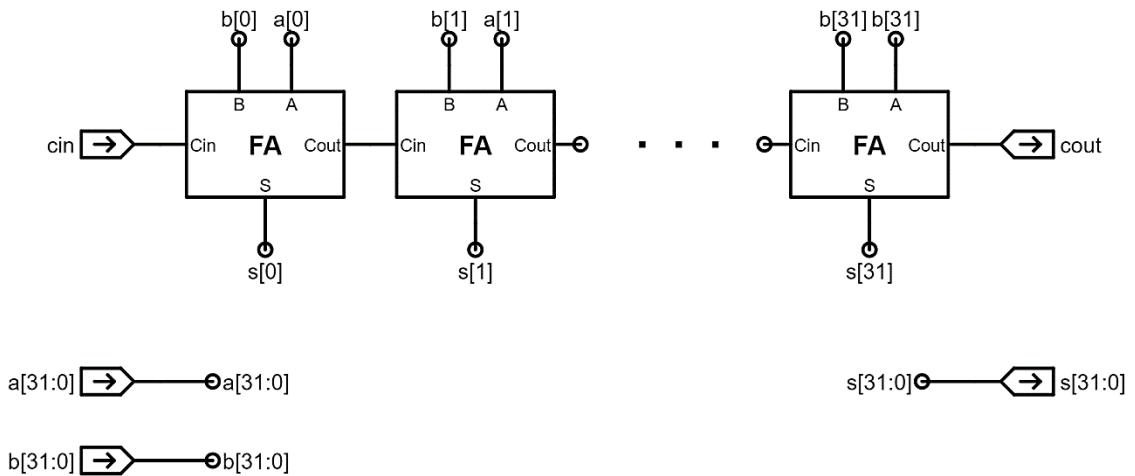 b[0] a[0] b[1] a[1] b[31] b[31]
B A B A B A
cin Cin FA Cout Cin FA Cout Cin FA Cout cout
S S S
s[0] s[1] s[31]
a[31:0] a[31:0] s[31:0] s[31:0]
b[31:0] b[31:0]